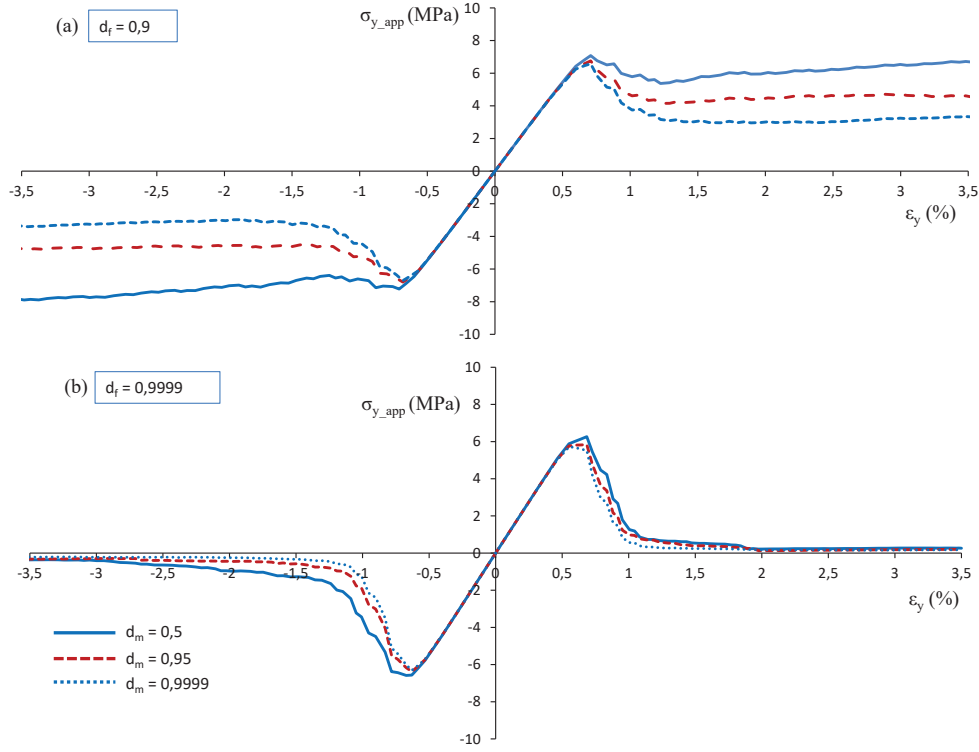 (a) d_f = 0,9
σ_y_app (MPa)
10
8
6
4
2
0
-2
-4
-6
-8
-10
-3,5 -3 -2,5 -2 -1,5 -1 -0,5 0,5 1 1,5 2 2,5 3 3,5
ε_y (%)
(b) d_f = 0,9999
σ_y_app (MPa)
10
8
6
4
2
0
-2
-4
-6
-8
-10
-3,5 -3 -2,5 -2 -1,5 -1 -0,5 0,5 1 1,5 2 2,5 3 3,5
ε_y (%)
d_m = 0,5
d_m = 0,95
d_m = 0,9999